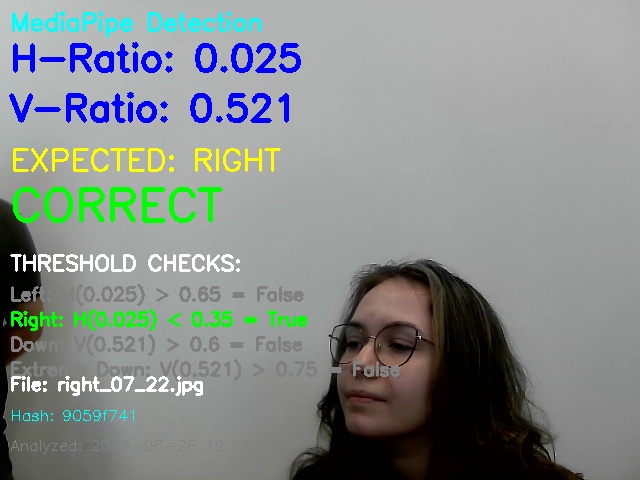 MediaPipe Detection
H-Ratio: 0.025
V-Ratio: 0.521
EXPECTED: RIGHT
CORRECT
THRESHOLD CHECKS:
Left: H(0.025) > 0.65 = False
Right: H(0.025) < 0.35 = True
Down: V(0.521) > 0.6 = False
Extreme Down: V(0.521) > 0.75 = False
File: right_07_22.jpg
Hash: 9059f741
Analyzed: